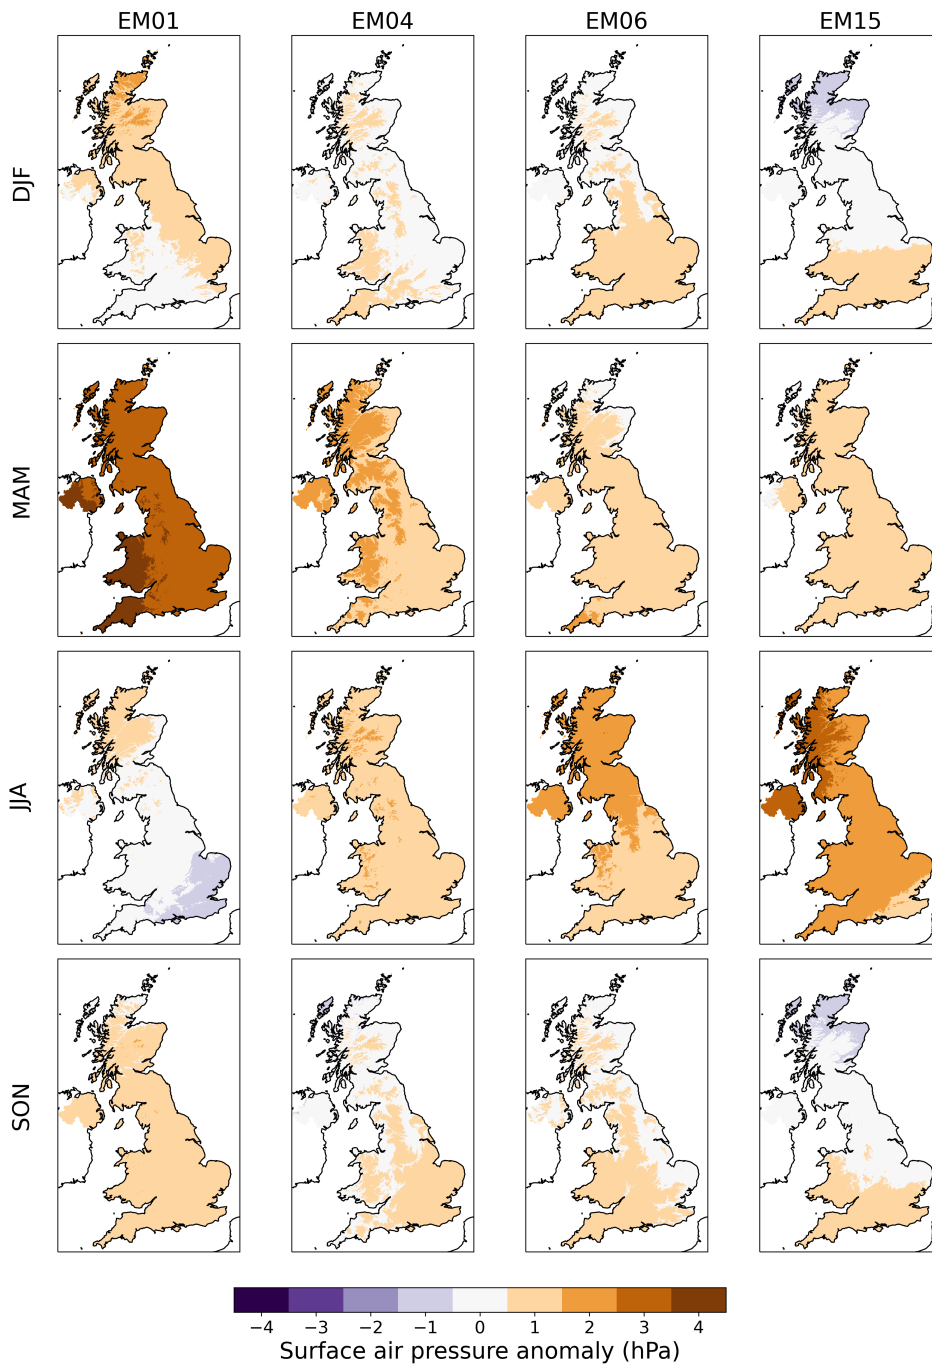 EM01 EM04 EM06 EM15
DJF
MAM
JJA
SON
−4 −3 −2 −1 0 1 2 3 4
Surface air pressure anomaly (hPa)